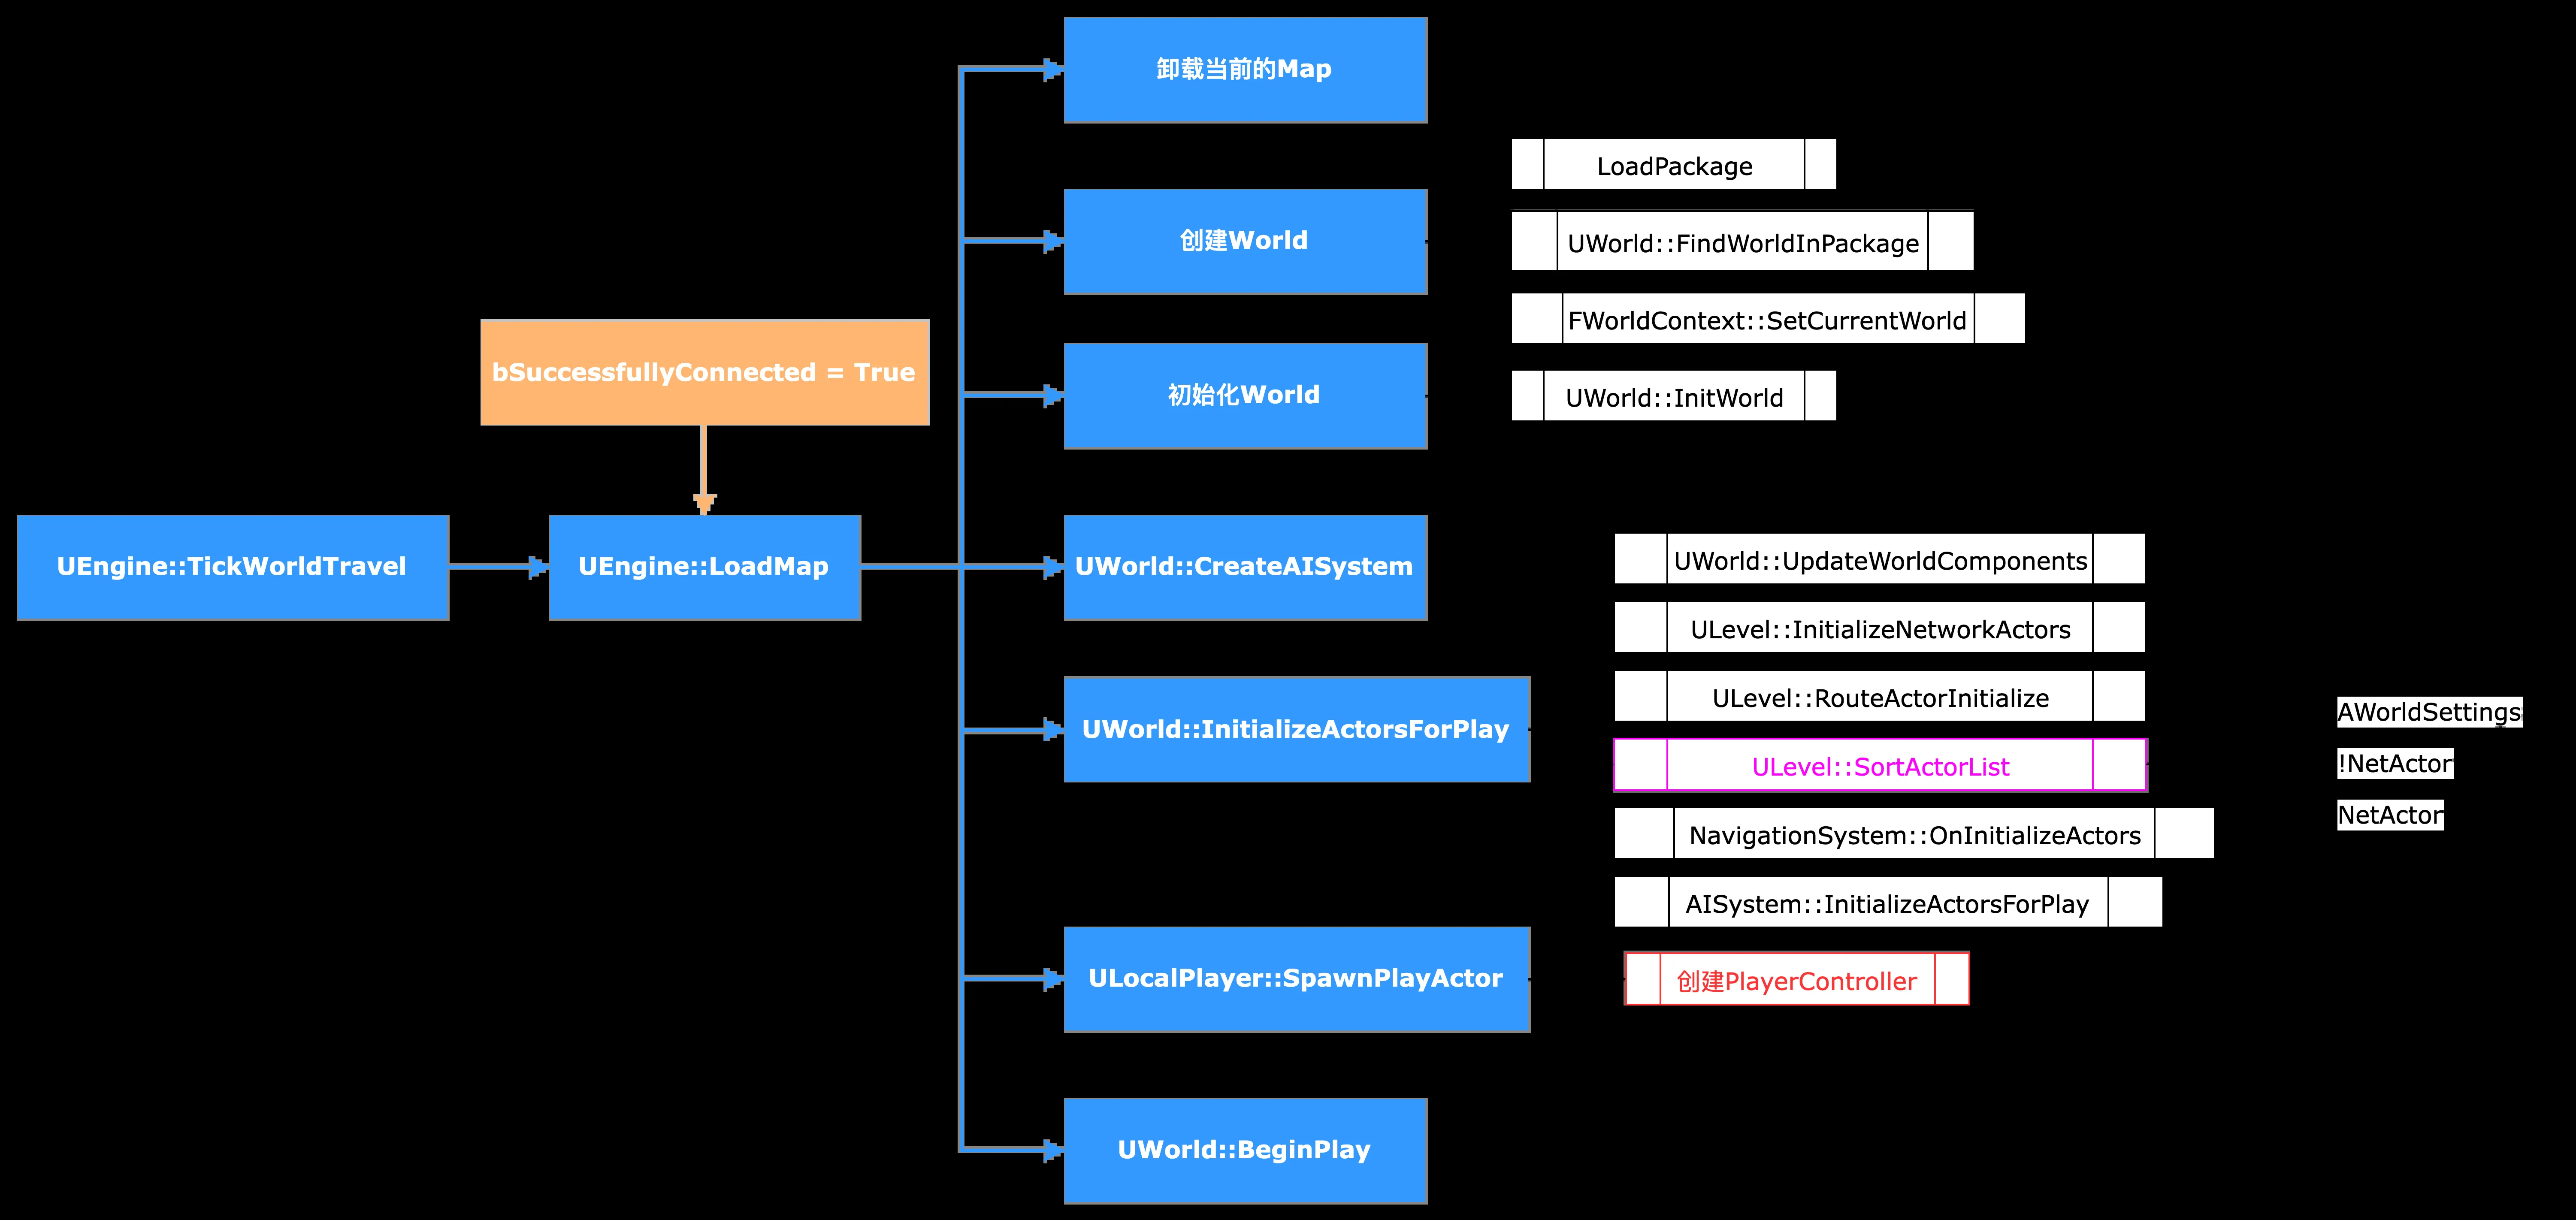 卸载当前的Map
LoadPackage
创建World
UWorld::FindWorldInPackage
FWorldContext::SetCurrentWorld
bSuccessfullyConnected = True
初始化World
UWorld::InitWorld
UEngine::TickWorldTravel
UEngine::LoadMap
UWorld::CreateAISystem
UWorld::UpdateWorldComponents
ULevel::InitializeNetworkActors
ULevel::RouteActorInitialize
UWorld::InitializeActorsForPlay
AWorldSettings
ULevel::SortActorList
!NetActor
NetActor
NavigationSystem::OnInitializeActors
AISystem::InitializeActorsForPlay
ULocalPlayer::SpawnPlayActor
创建PlayerController
UWorld::BeginPlay